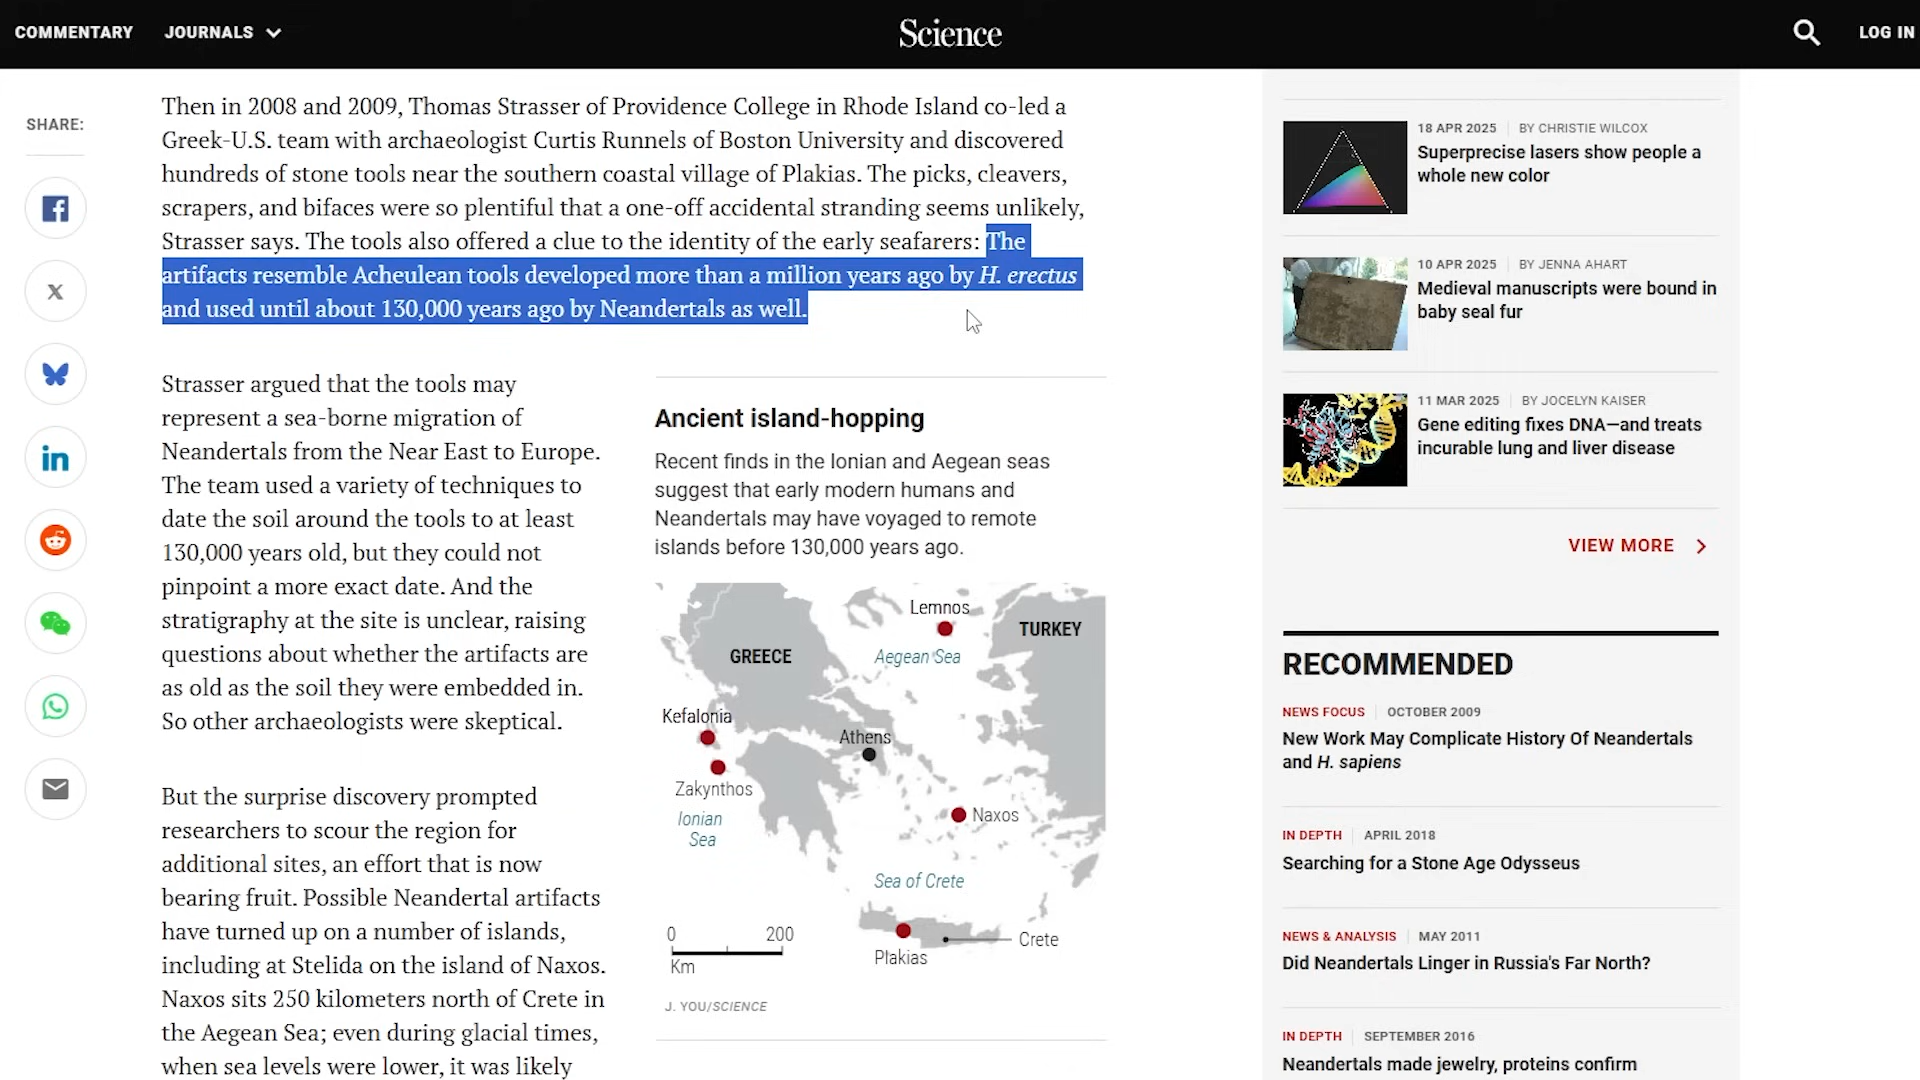 COMMENTARY
JOURNALS
Science
LOG IN
SHARE:
Then in 2008 and 2009, Thomas Strasser of Providence College in Rhode Island co-led a
Greek-U.S. team with archaeologist Curtis Runnels of Boston University and discovered
hundreds of stone tools near the southern coastal village of Plakias. The picks, cleavers,
scrapers, and bifaces were so plentiful that a one-off accidental stranding seems unlikely,
Strasser says. The tools also offered a clue to the identity of the early seafarers: The
artifacts resemble Acheulean tools developed more than a million years ago by H. erectus
and used until about 130,000 years ago by Neandertals as well.
Strasser argued that the tools may
represent a sea-borne migration of
Neandertals from the Near East to Europe.
The team used a variety of techniques to
date the soil around the tools to at least
130,000 years old, but they could not
pinpoint a more exact date. And the
stratigraphy at the site is unclear, raising
questions about whether the artifacts are
as old as the soil they were embedded in.
So other archaeologists were skeptical.
But the surprise discovery prompted
researchers to scour the region for
additional sites, an effort that is now
bearing fruit. Possible Neandertal artifacts
have turned up on a number of islands,
including at Stelida on the island of Naxos.
Naxos sits 250 kilometers north of Crete in
the Aegean Sea; even during glacial times,
when sea levels were lower, it was likely
Ancient island-hopping
Recent finds in the Ionian and Aegean seas
suggest that early modern humans and
Neandertals may have voyaged to remote
islands before 130,000 years ago.
Lemnos
TURKEY
GREECE
Aegean Sea
Kefalonia
Athens
Zakynthos
Naxos
Ionian
Sea
Sea of Crete
0 200
Km
Crete
Plakias
J. YOU/SCIENCE
18 APR 2025 BY CHRISTIE WILCOX
Superprecise lasers show people a
whole new color
10 APR 2025 BY JENNA AHART
Medieval manuscripts were bound in
baby seal fur
11 MAR 2025 BY JOCELYN KAISER
Gene editing fixes DNA—and treats
incurable lung and liver disease
VIEW MORE
RECOMMENDED
NEWS FOCUS OCTOBER 2009
New Work May Complicate History Of Neandertals
and H. sapiens
IN DEPTH APRIL 2018
Searching for a Stone Age Odysseus
NEWS & ANALYSIS MAY 2011
Did Neandertals Linger in Russia's Far North?
IN DEPTH SEPTEMBER 2016
Neandertals made jewelry, proteins confirm